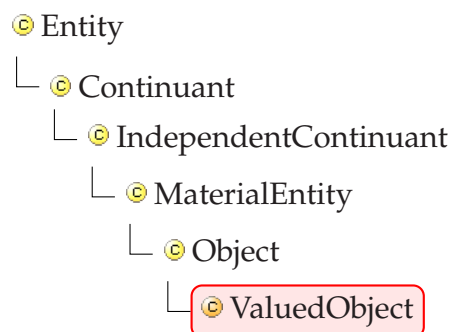 C Entity
C Continuant
C IndependentContinuant
C MaterialEntity
C Object
C ValuedObject